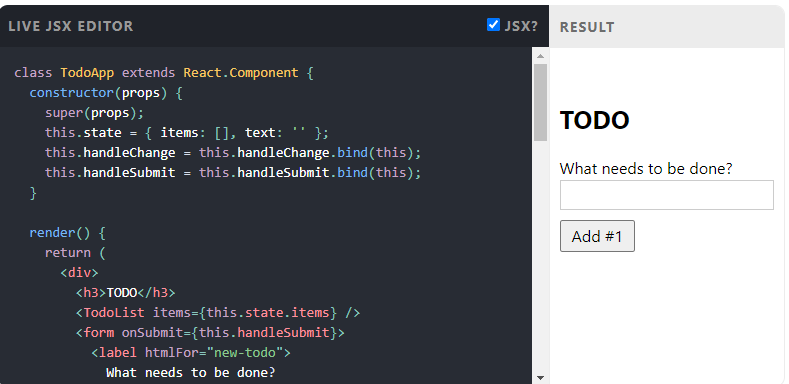 LIVE JSX EDITOR
JSX?
class TodoApp extends React.Component {
  constructor(props) {
    super(props);
    this.state = { items: [], text: '' };
    this.handleChange = this.handleChange.bind(this);
    this.handleSubmit = this.handleSubmit.bind(this);
  }
  render() {
    return (
      <div>
        <h3>TODO</h3>
        <TodoList items={this.state.items} />
        <form onSubmit={this.handleSubmit}>
          <label htmlFor="new-todo">
            What needs to be done?
RESULT
TODO
What needs to be done?
Add #1